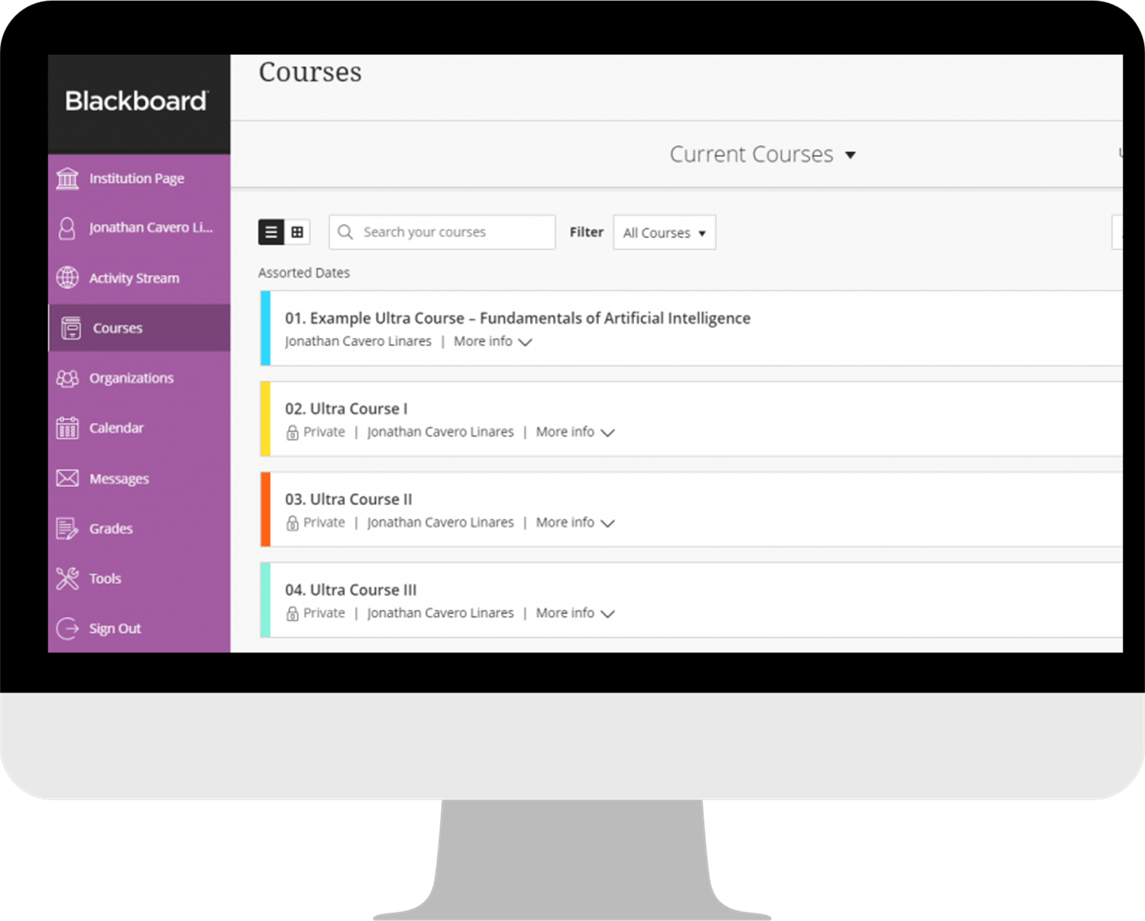 Blackboard
Institution Page
Jonathan Cavero Li...
Activity Stream
Courses
Organizations
Calendar
Messages
Grades
Tools
Sign Out
Courses
Current Courses
Search your courses Filter All Courses
Assorted Dates
01. Example Ultra Course – Fundamentals of Artificial Intelligence
Jonathan Cavero Linares | More info
02. Ultra Course I
Private | Jonathan Cavero Linares | More info
03. Ultra Course II
Private | Jonathan Cavero Linares | More info
04. Ultra Course III
Private | Jonathan Cavero Linares | More info